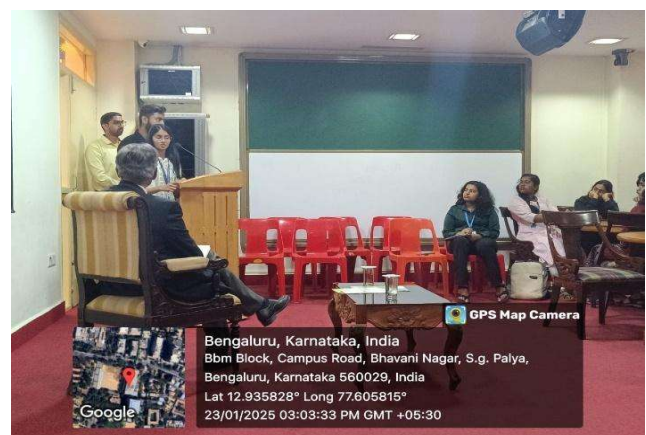 GPS Map Camera
Bengaluru, Karnataka, India
Bbm Block, Campus Road, Bhavani Nagar, S.g. Palya,
Bengaluru, Karnataka 560029, India
Lat 12.935828° Long 77.605815°
23/01/2025 03:03:33 PM GMT +05:30
Google